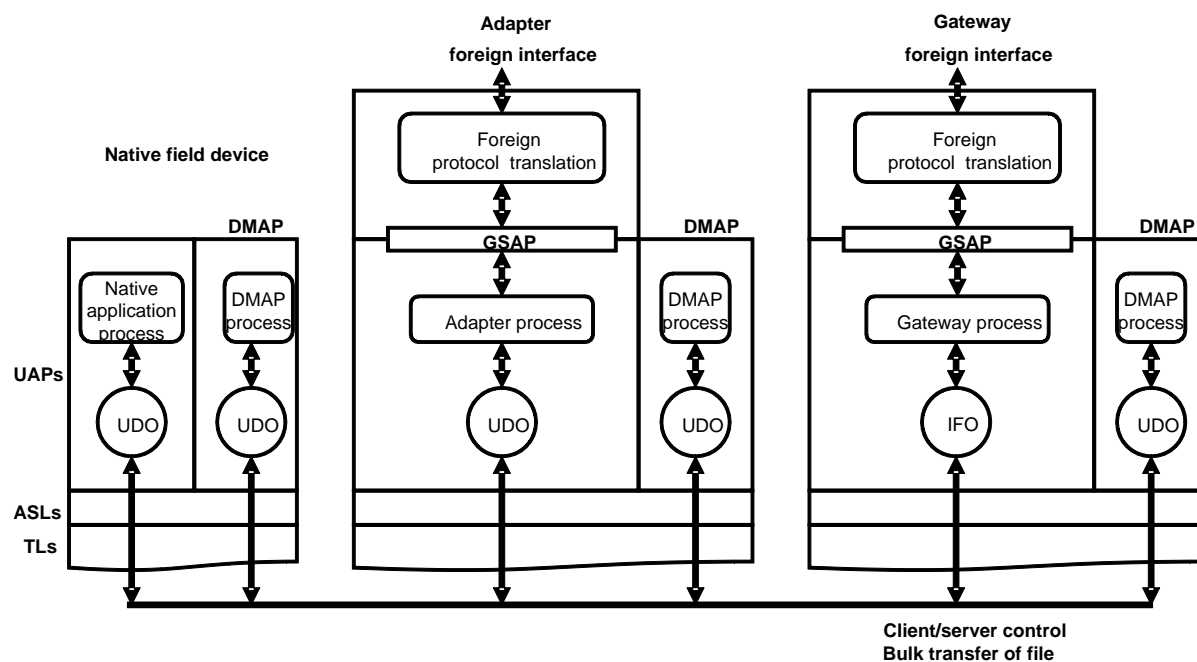 Adapter
foreign interface
Gateway
foreign interface
Native field device
Foreign
protocol translation
Foreign
protocol translation
DMAP
GSAP
DMAP
GSAP
DMAP
Native
application
process
DMAP
process
Adapter process
DMAP
process
Gateway process
DMAP
process
UAPs
UDO
UDO
UDO
UDO
IFO
UDO
ASLs
TLs
Client/server control
Bulk transfer of file